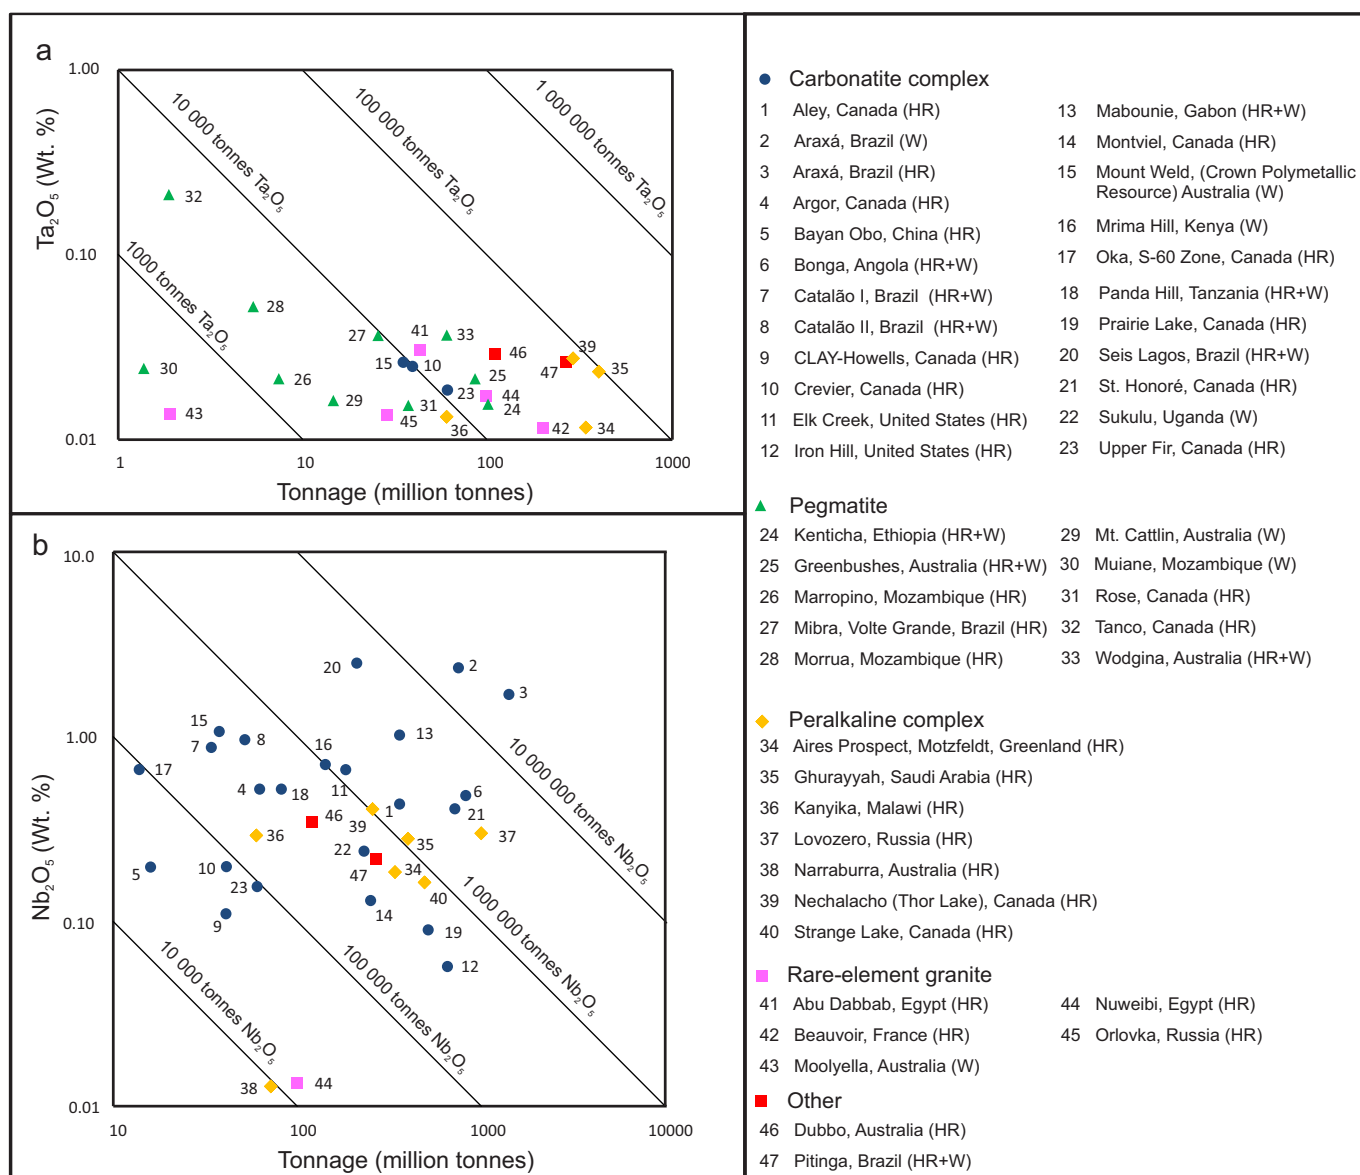 a
1.00
0.10
0.01
Ta2O5 (Wt. %)
1
10
100
1000
Tonnage (million tonnes)
1000 tonnes Ta2O5
10 000 tonnes Ta2O5
100 000 tonnes Ta2O5
1 000 000 tonnes Ta2O5
32
28
30
43
26
29
27
15
41
10
33
45
31
23
36
25
44
24
46
42
47
39
35
34
b
10.0
1.00
0.10
0.01
Nb2O5 (Wt. %)
10
100
1000
10000
Tonnage (million tonnes)
10 000 tonnes Nb2O5
100 000 tonnes Nb2O5
1 000 000 tonnes Nb2O5
10 000 000 tonnes Nb2O5
20
2
3
15
7
8
16
13
17
4
18
11
1
6
21
46
39
36
35
37
5
10
23
22
47
34
40
9
14
19
12
38
44
Carbonatite complex
1 Aley, Canada (HR)
2 Araxá, Brazil (W)
3 Araxá, Brazil (HR)
4 Argor, Canada (HR)
5 Bayan Obo, China (HR)
6 Bonga, Angola (HR+W)
7 Catalão I, Brazil (HR+W)
8 Catalão II, Brazil (HR+W)
9 CLAY-Howells, Canada (HR)
10 Crevier, Canada (HR)
11 Elk Creek, United States (HR)
12 Iron Hill, United States (HR)
13 Mabounie, Gabon (HR+W)
14 Montviel, Canada (HR)
15 Mount Weld, (Crown Polymetallic
Resource) Australia (W)
16 Mrima Hill, Kenya (W)
17 Oka, S-60 Zone, Canada (HR)
18 Panda Hill, Tanzania (HR+W)
19 Prairie Lake, Canada (HR)
20 Seis Lagos, Brazil (HR+W)
21 St. Honoré, Canada (HR)
22 Sukulu, Uganda (W)
23 Upper Fir, Canada (HR)
Pegmatite
24 Kenticha, Ethiopia (HR+W)
25 Greenbushes, Australia (HR+W)
26 Marropino, Mozambique (HR)
27 Mibra, Volte Grande, Brazil (HR)
28 Morrua, Mozambique (HR)
29 Mt. Cattlin, Australia (W)
30 Muiane, Mozambique (W)
31 Rose, Canada (HR)
32 Tanco, Canada (HR)
33 Wodgina, Australia (HR+W)
Peralkaline complex
34 Aires Prospect, Motzfeldt, Greenland (HR)
35 Ghurayyah, Saudi Arabia (HR)
36 Kanyika, Malawi (HR)
37 Lovozero, Russia (HR)
38 Narraburra, Australia (HR)
39 Nechalacho (Thor Lake), Canada (HR)
40 Strange Lake, Canada (HR)
Rare-element granite
41 Abu Dabbab, Egypt (HR)
42 Beauvoir, France (HR)
43 Moolyella, Australia (W)
44 Nuweibi, Egypt (HR)
45 Orlovka, Russia (HR)
Other
46 Dubbo, Australia (HR)
47 Pitinga, Brazil (HR+W)